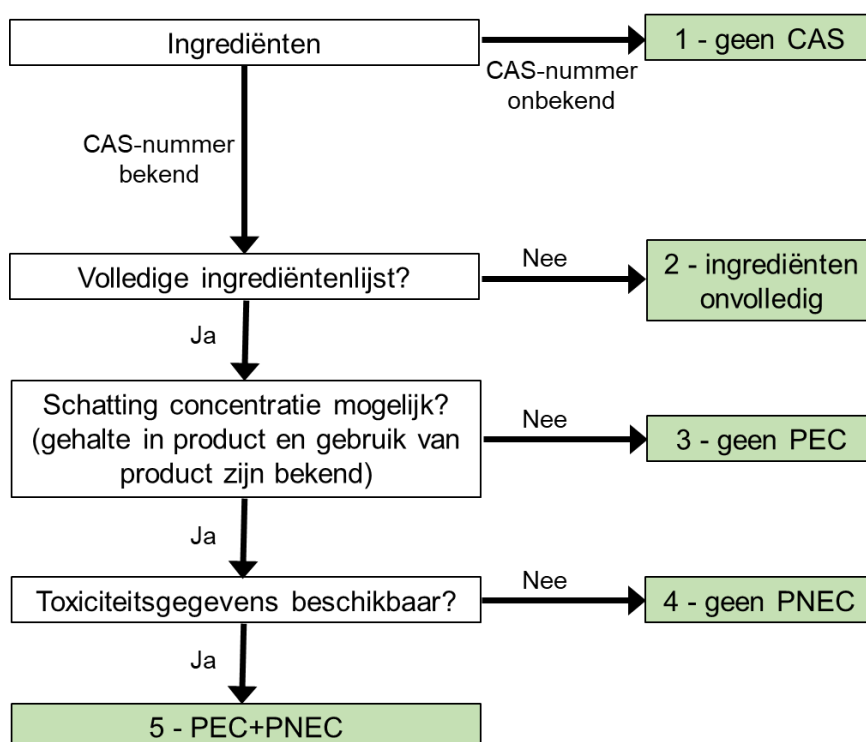 Ingrediënten
1 - geen CAS
CAS-nummer
onbekend
CAS-nummer
bekend
Volledige ingrediëntenlijst?
Nee
2 - ingrediënten
onvolledig
Ja
Schatting concentratie mogelijk?
(gehalte in product en gebruik van
product zijn bekend)
Nee
3 - geen PEC
Ja
Toxiciteitsgegevens beschikbaar?
Nee
4 - geen PNEC
Ja
5 - PEC+PNEC